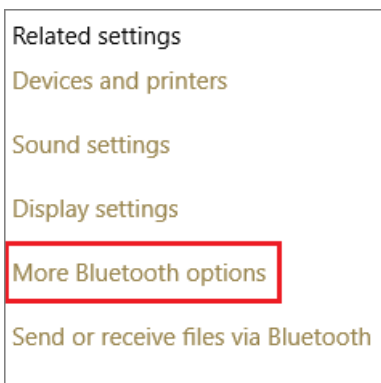 Related settings
Devices and printers
Sound settings
Display settings
More Bluetooth options
Send or receive files via Bluetooth